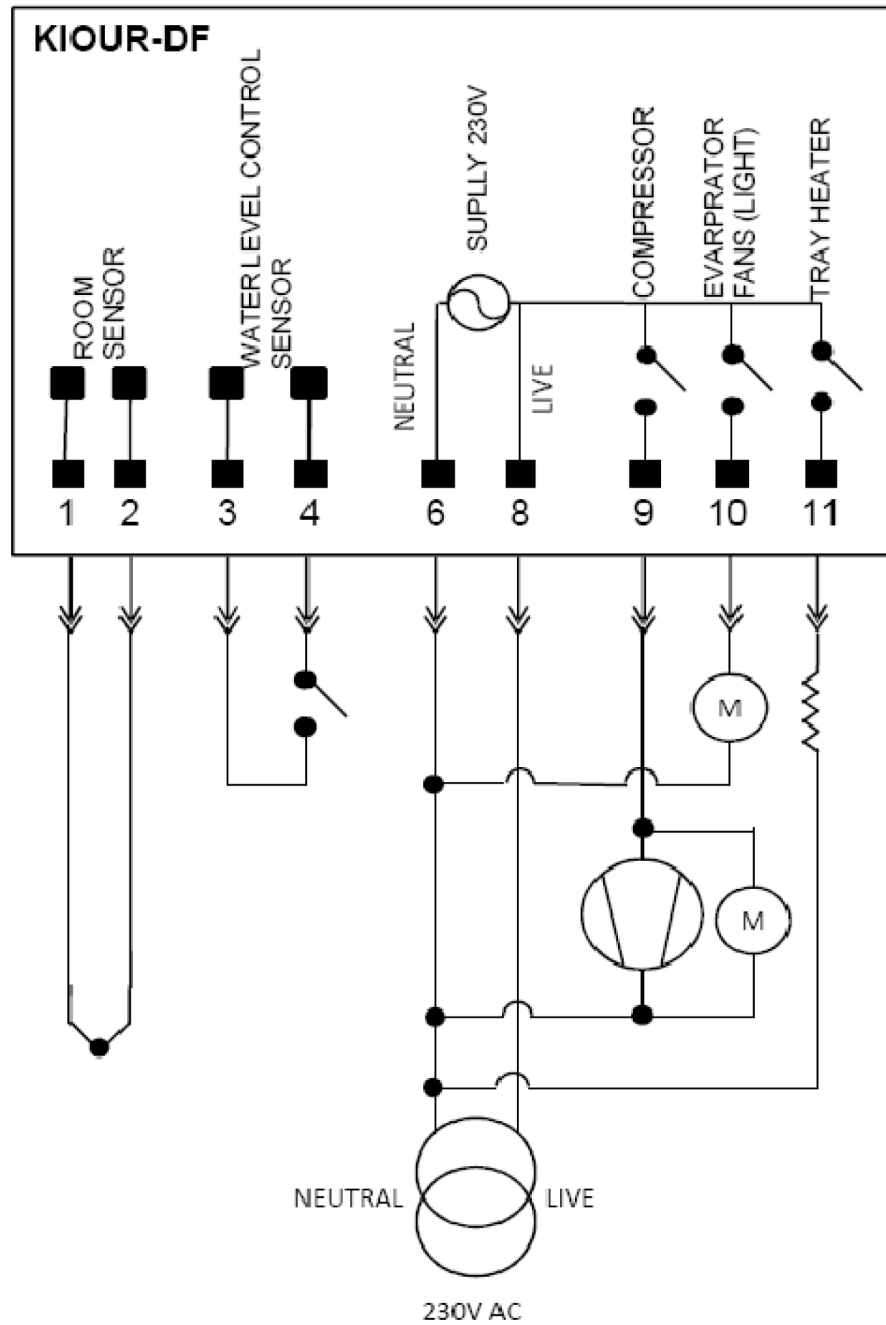 KIOUR-DF
ROOM
SENSOR
WATER LEVEL CONTROL
SENSOR
NEUTRAL
SUPLLY 230V
LIVE
COMPRESSOR
EVARPRATOR
FANS (LIGHT)
TRAY HEATER
1 2 3 4 6 8 9 10 11
M
M
NEUTRAL LIVE
230V AC